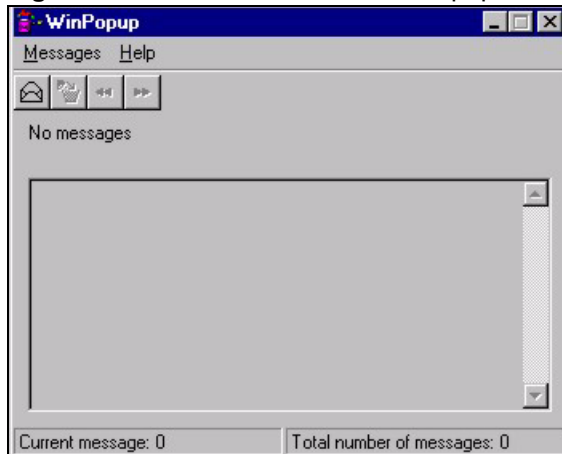 WinPopup
Messages Help
No messages
Current message: 0 Total number of messages: 0